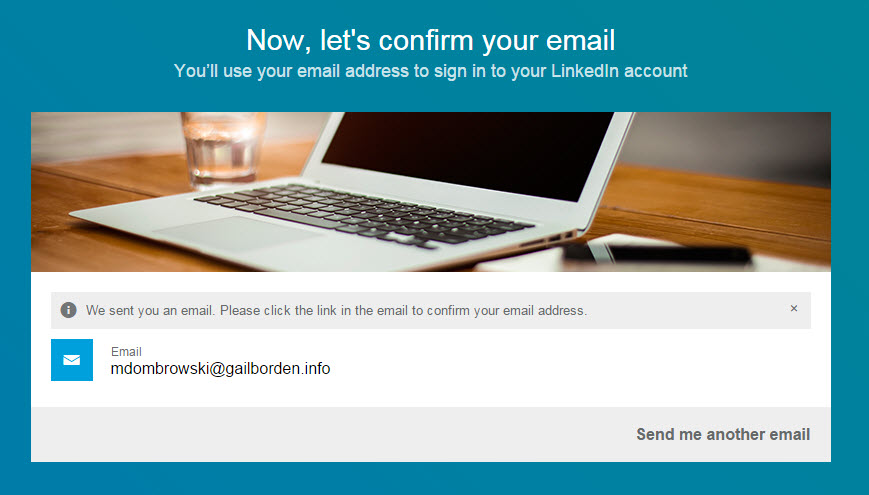 Now, let's confirm your email
You'll use your email address to sign in to your LinkedIn account
We sent you an email. Please click the link in the email to confirm your email address.
Email
mdombrowski@gailborden.info
Send me another email